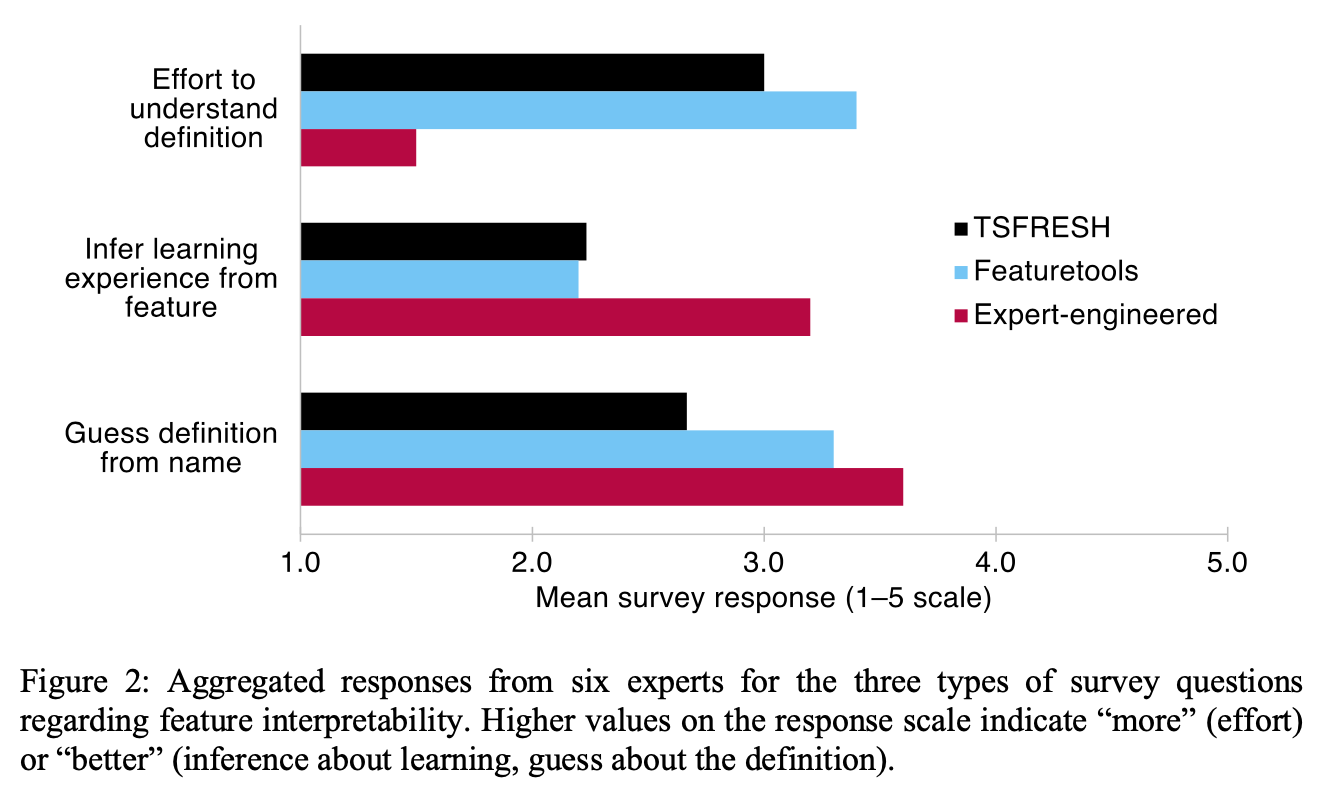 Effort to
understand
definition
Infer learning
experience from
feature
Guess definition
from name
TSFRESH
Featuretools
Expert-engineered
1.0 2.0 3.0 4.0 5.0
Mean survey response (1–5 scale)
Figure 2: Aggregated responses from six experts for the three types of survey questions
regarding feature interpretability. Higher values on the response scale indicate “more” (effort)
or “better” (inference about learning, guess about the definition).